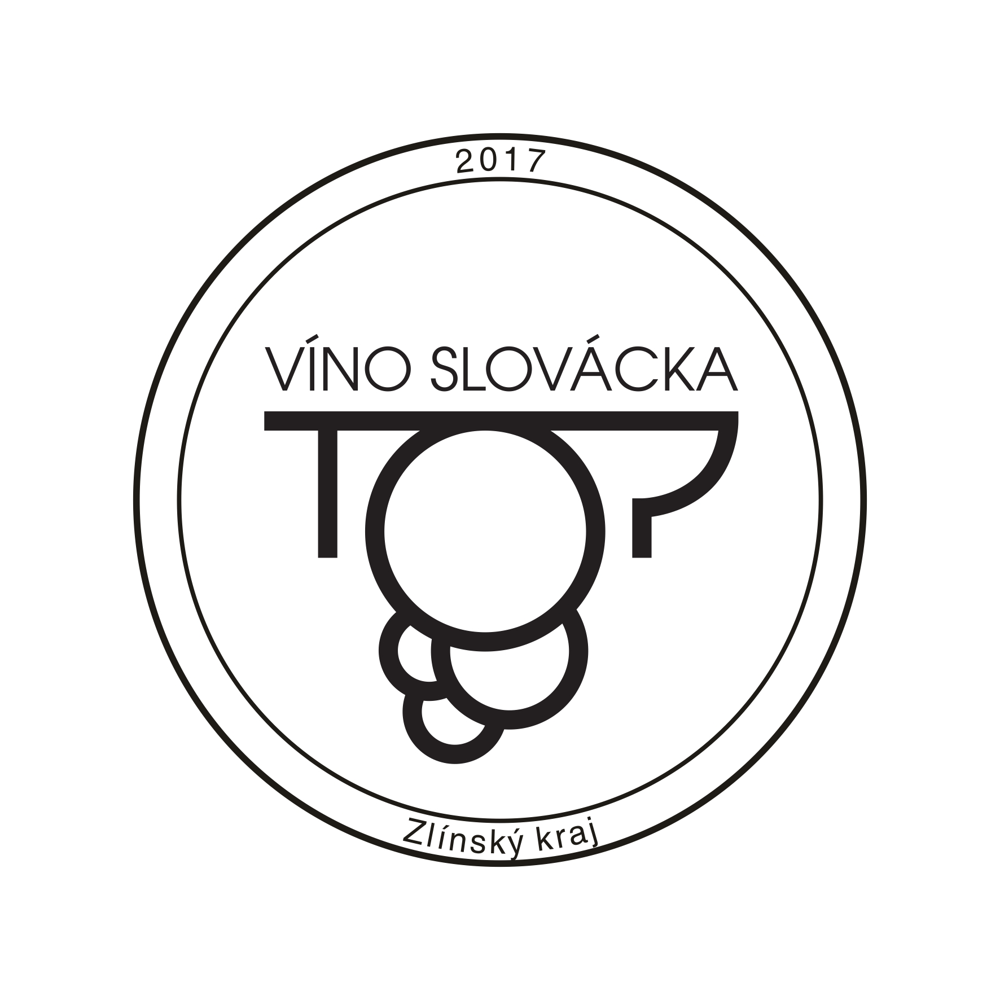 2017
VÍNO SLOVÁCKA
TOP
Zlínský kraj